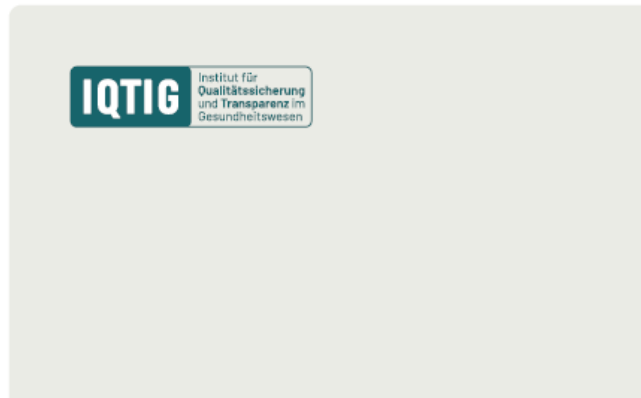 IQTIG
Institut für
Qualitätssicherung
und Transparenz im
Gesundheitswesen